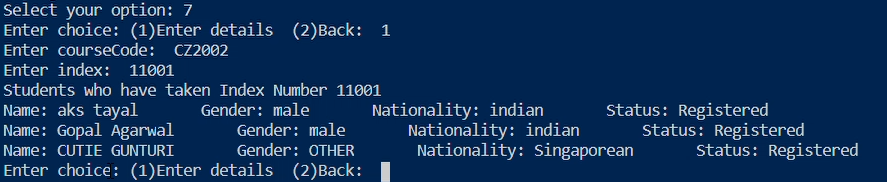 Select your option: 7
Enter choice: (1)Enter details  (2)Back:  1
Enter courseCode:  CZ2002
Enter index:  11001
Students who have taken Index Number 11001
Name: aks tayal      Gender: male      Nationality: indian      Status: Registered
Name: Gopal Agarwal      Gender: male      Nationality: indian      Status: Registered
Name: CUTIE GUNTURI      Gender: OTHER      Nationality: Singaporean      Status: Registered
Enter choice: (1)Enter details  (2)Back: